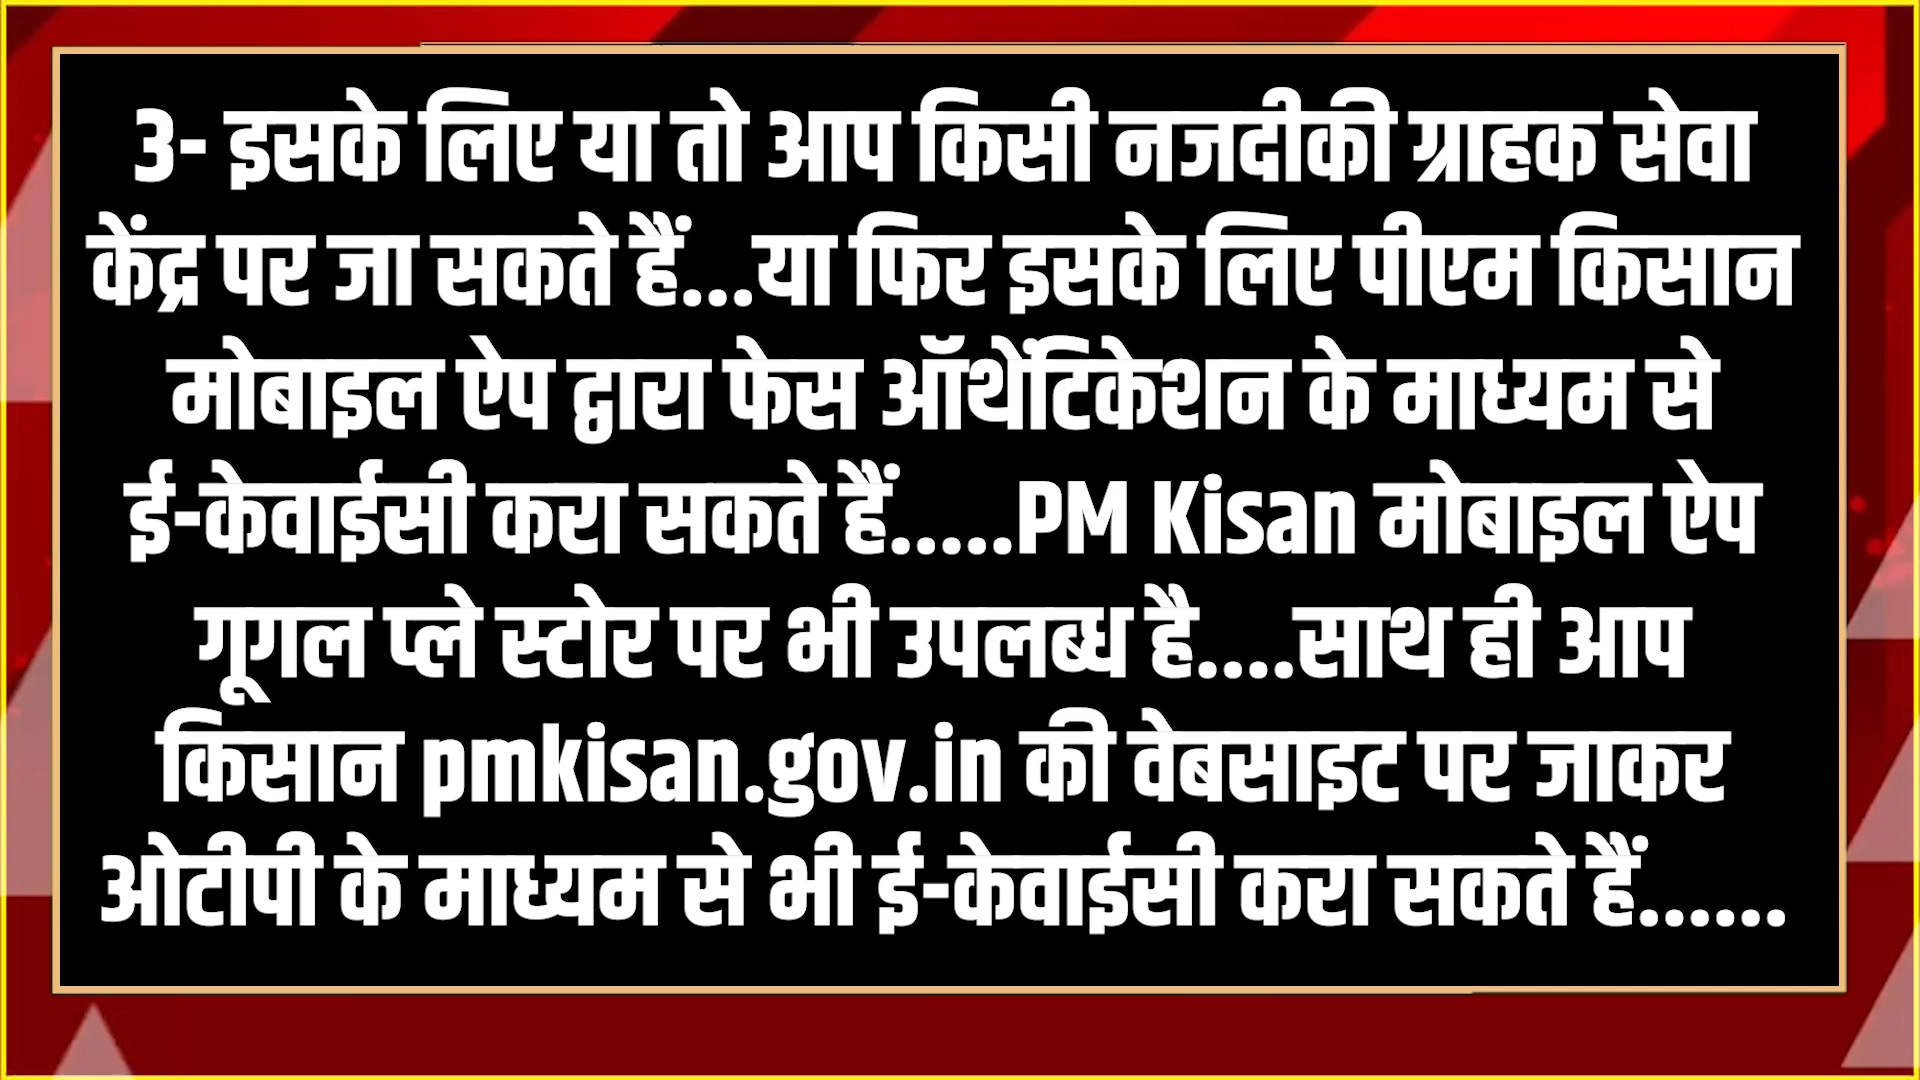 3- इसके लिए या तो आप किसी नजदीकी ग्राहक सेवा
केंद्र पर जा सकते हैं...या फिर इसके लिए पीएम किसान
मोबाइल ऐप द्वारा फेस ऑथेंटिकेशन के माध्यम से
ई-केवाईसी करा सकते हैं.....PM Kisan मोबाइल ऐप
गूगल प्ले स्टोर पर भी उपलब्ध है....साथ ही आप
किसान pmkisan.gov.in की वेबसाइट पर जाकर
ओटीपी के माध्यम से भी ई-केवाईसी करा सकते हैं......